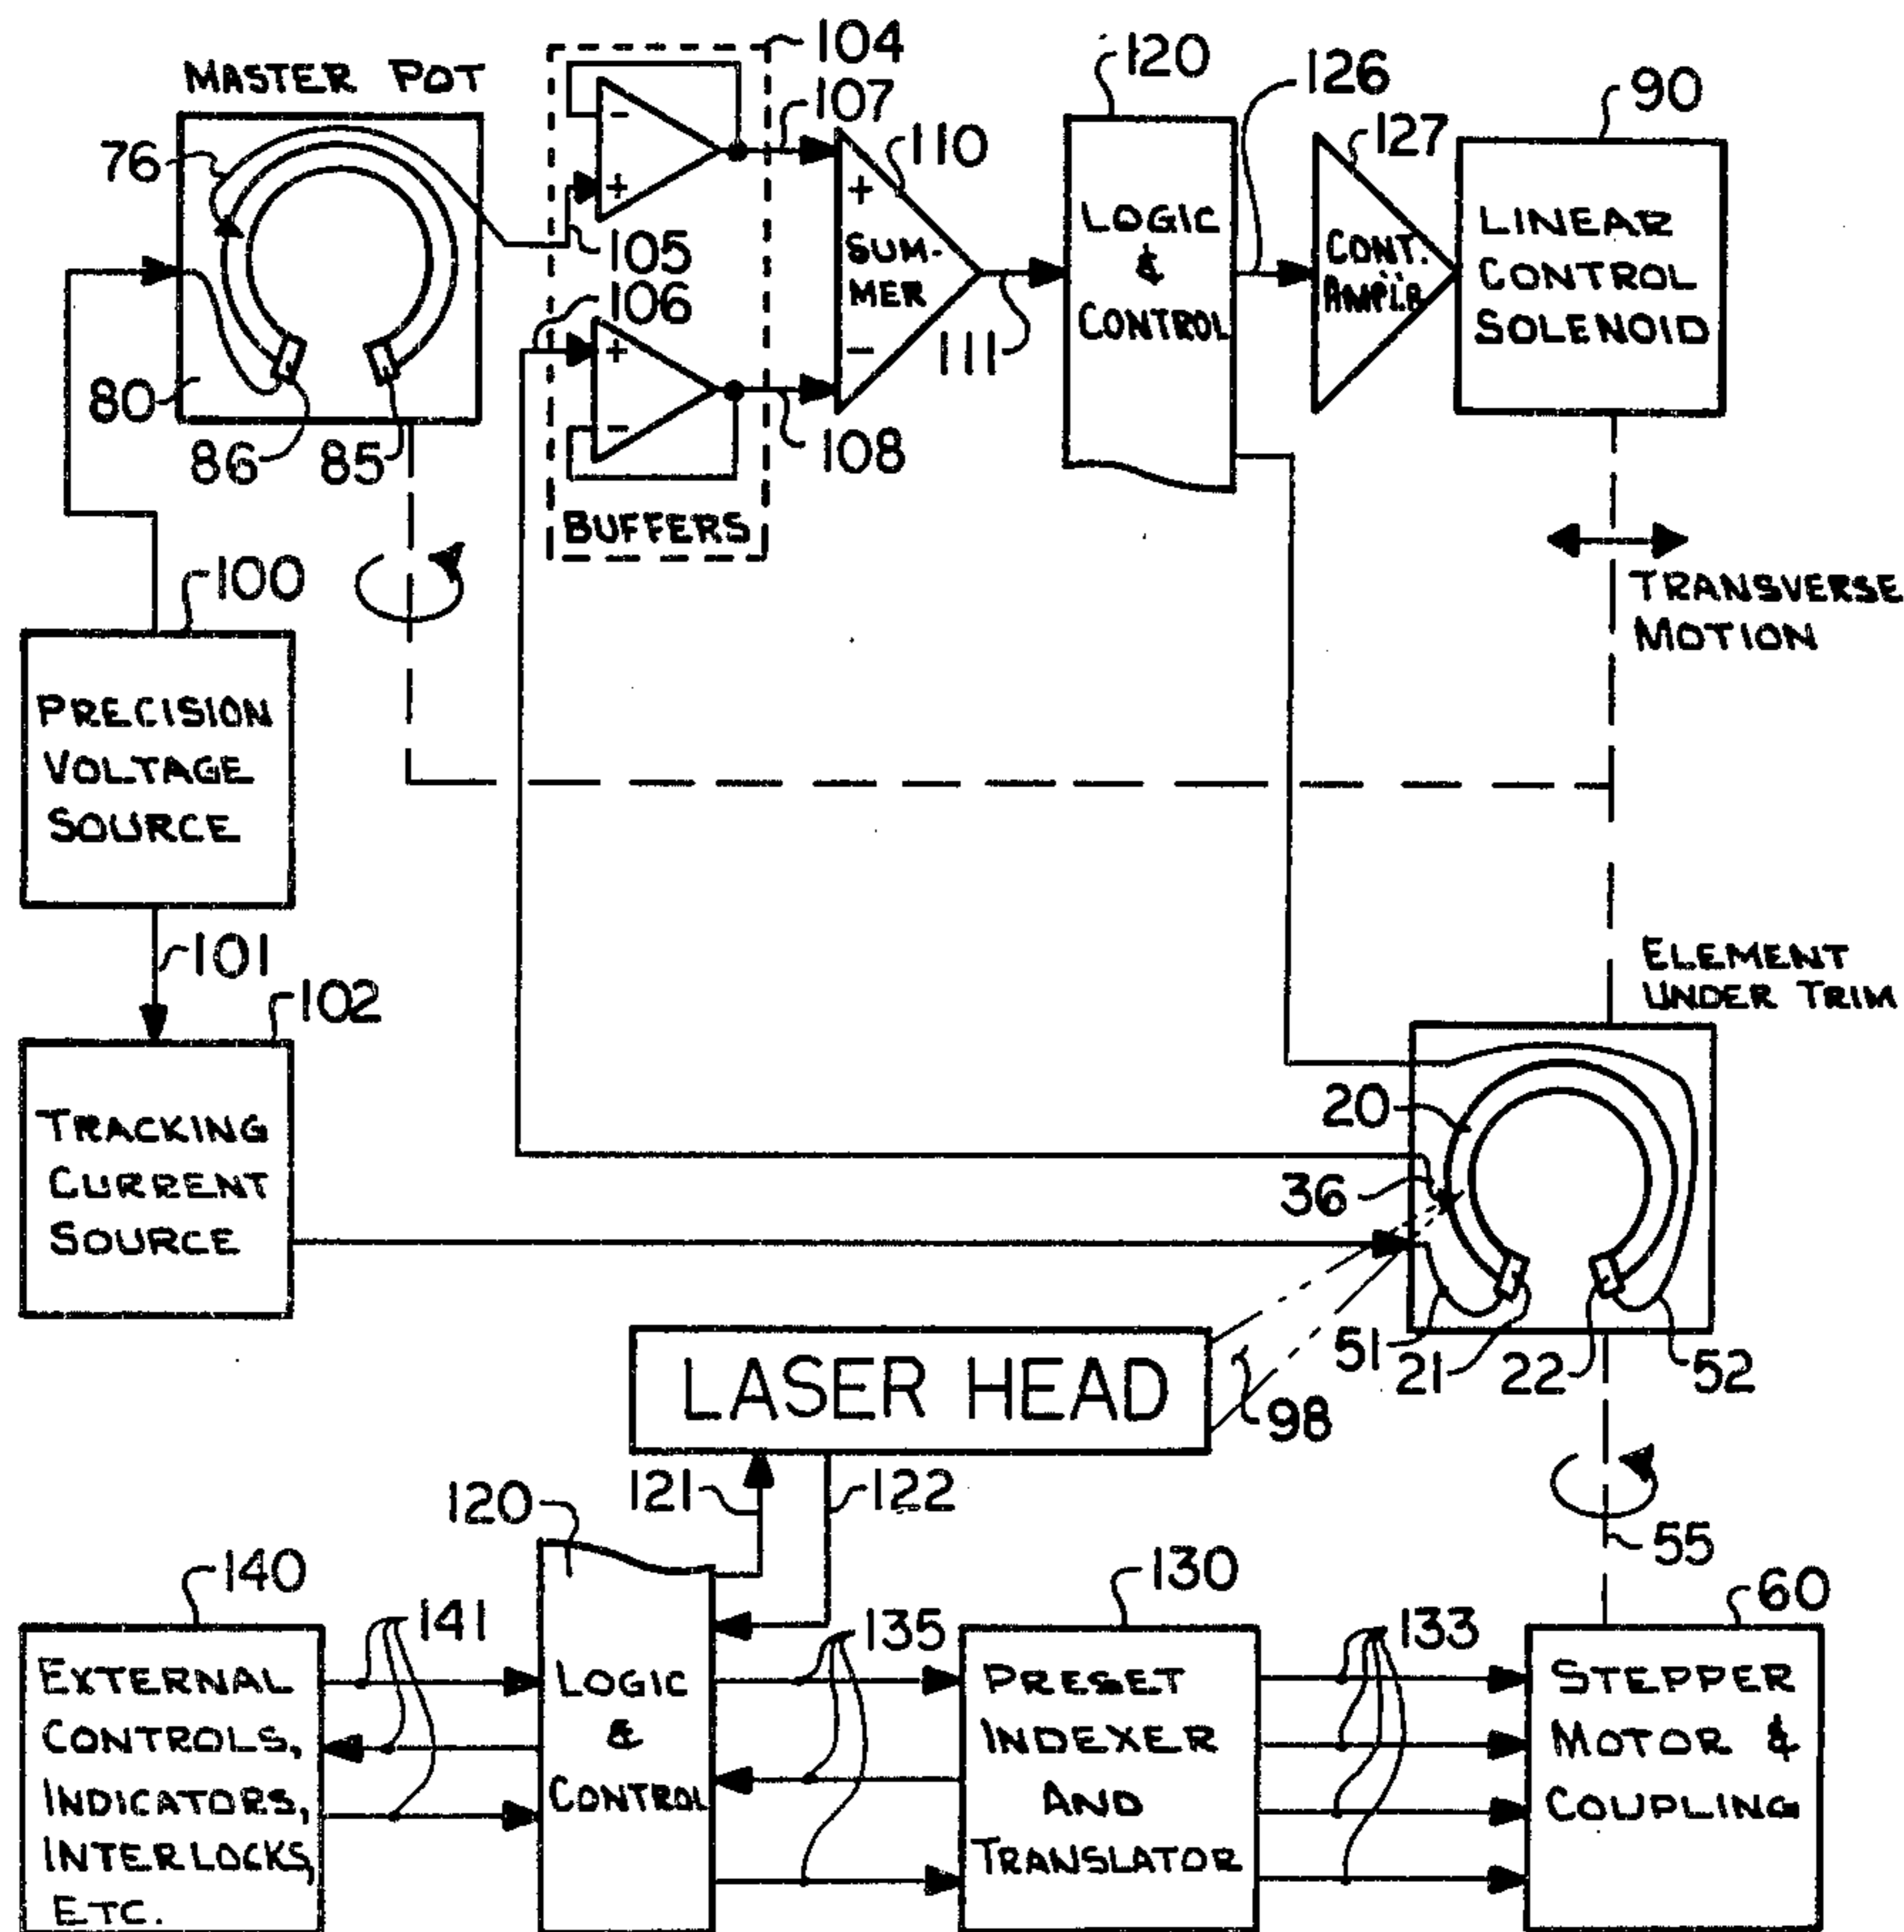 104
120
126
90
MASTER POT
107
127
110
76
+
-
+
105
LOGIC
&
CONTROL
SUM-
MER
CONT.
LINEAR
CONTROL
SOLENOID
106
+
-
-
111
80
86
85
108
BUFFERS
100
TRANSVERSE
MOTION
PRECISION
VOLTAGE
SOURCE
101
102
ELEMENT
UNDER TRIM
TRACKING
CURRENT
SOURCE
20
36
51
21
22
52
LASER HEAD
98
121
122
120
55
140
141
135
130
133
60
EXTERNAL
CONTROLS,
INDICATORS,
INTERLOCKS,
ETC.
LOGIC
&
CONTROL
PRESET
INDEXER
AND
TRANSLATOR
STEPPER
MOTOR &
COUPLING